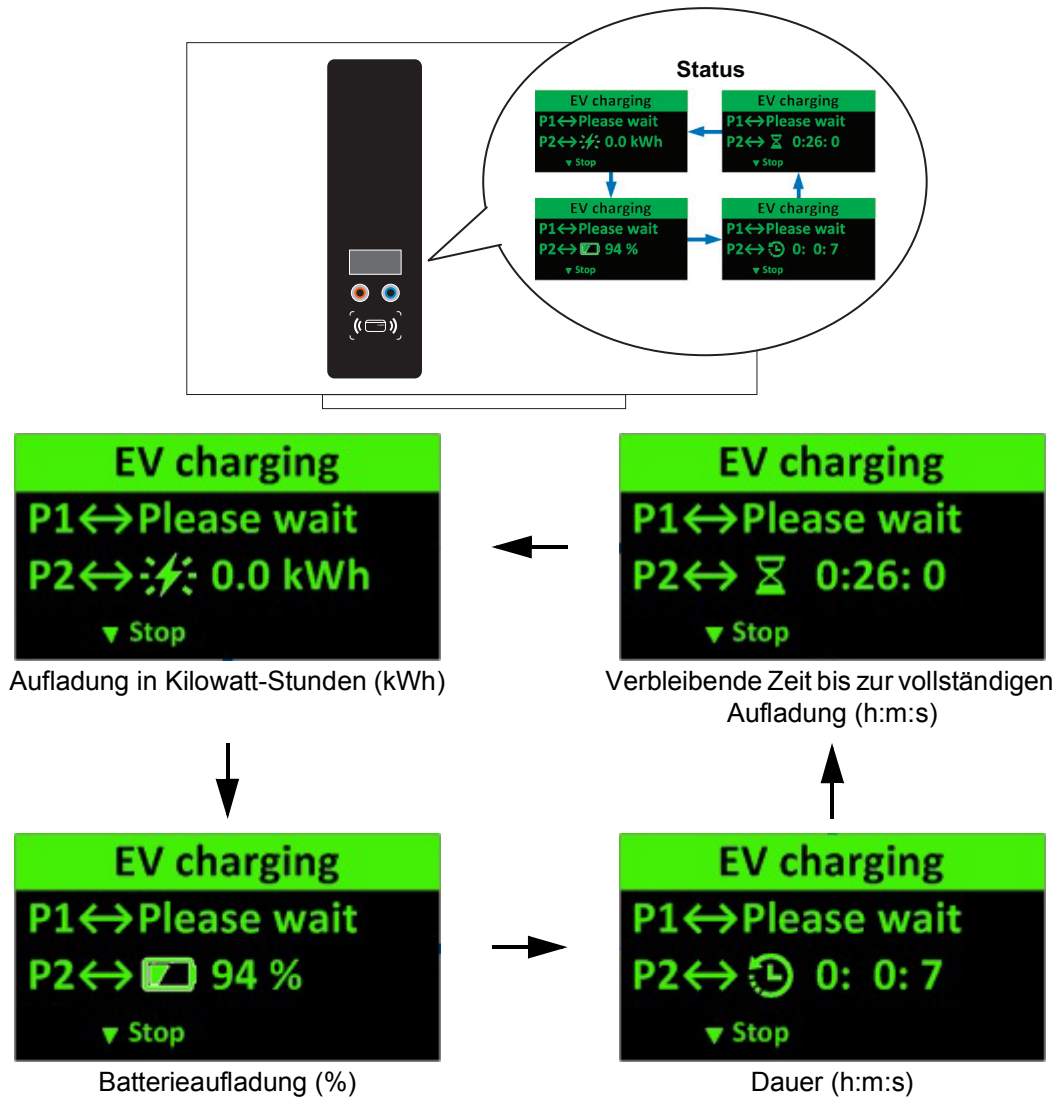 Status
EV charging
P1↔Please wait
P2↔ 0.0 kWh
▼ Stop
EV charging
P1↔Please wait
P2↔ 0:26: 0
▼ Stop
EV charging
P1↔Please wait
P2↔ 94 %
▼ Stop
EV charging
P1↔Please wait
P2↔ 0: 0: 7
▼ Stop
EV charging
P1↔Please wait
P2↔ 0.0 kWh
▼ Stop
Aufladung in Kilowatt-Stunden (kWh)
EV charging
P1↔Please wait
P2↔ 0:26: 0
▼ Stop
Verbleibende Zeit bis zur vollständigen
Aufladung (h:m:s)
EV charging
P1↔Please wait
P2↔ 94 %
▼ Stop
Batterieaufladung (%)
EV charging
P1↔Please wait
P2↔ 0: 0: 7
▼ Stop
Dauer (h:m:s)